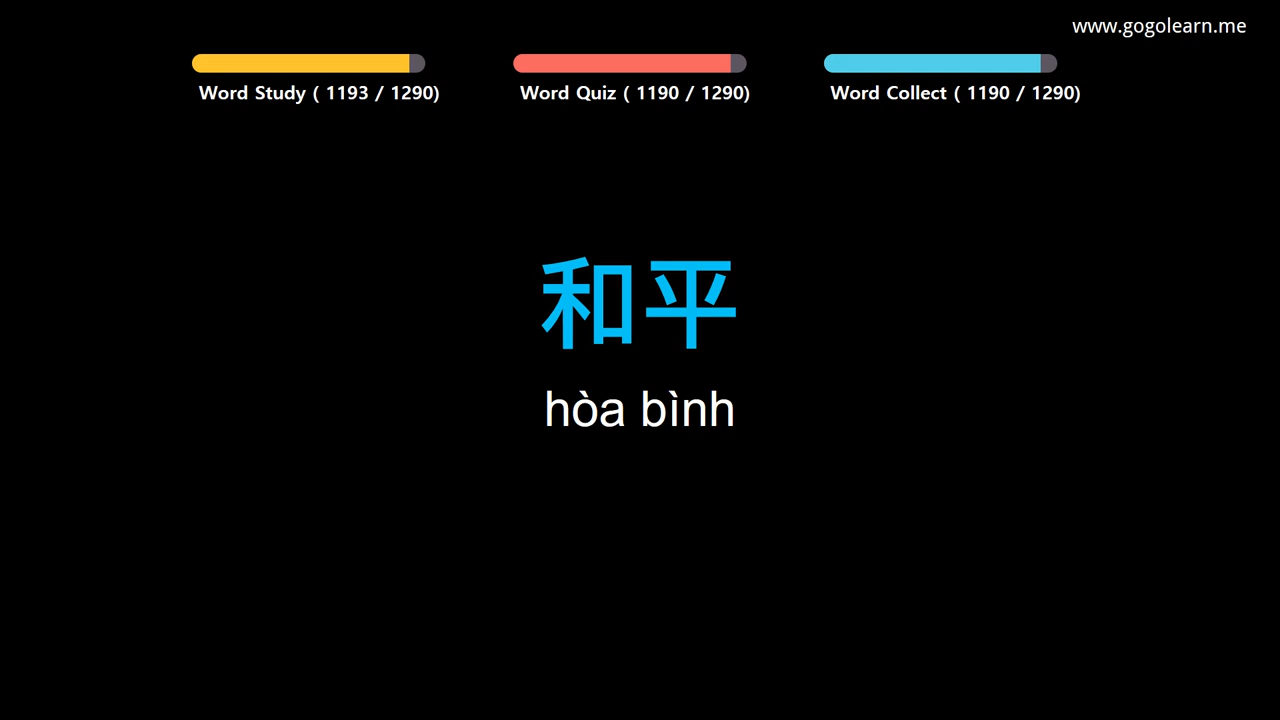 www.gogolearn.me
Word Study ( 1193 / 1290)
Word Quiz ( 1190 / 1290)
Word Collect ( 1190 / 1290)
和平
hòa bình